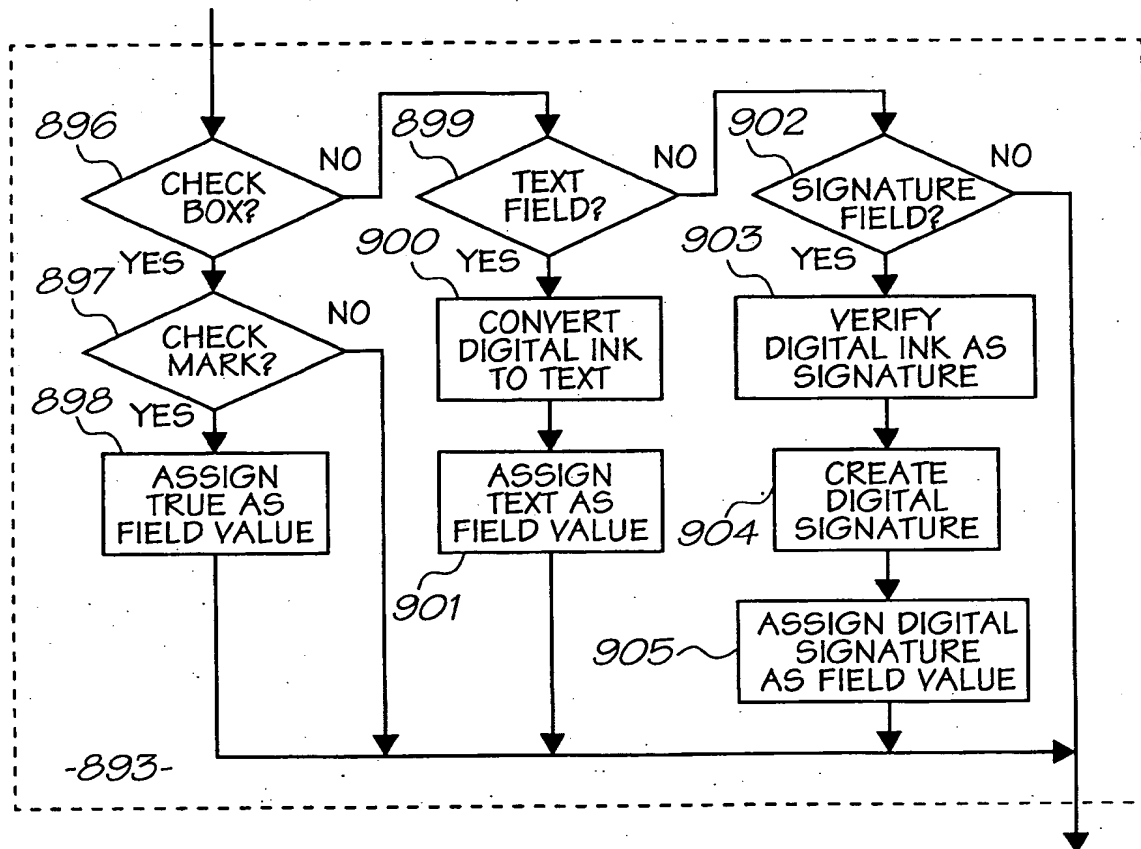 896
CHECK
BOX?
NO
YES
897
CHECK
MARK?
NO
YES
898
ASSIGN
TRUE AS
FIELD VALUE
899
TEXT
FIELD?
NO
YES
900
CONVERT
DIGITAL INK
TO TEXT
ASSIGN
TEXT AS
FIELD VALUE
901
902
SIGNATURE
FIELD?
NO
YES
903
VERIFY
DIGITAL INK AS
SIGNATURE
CREATE
DIGITAL
SIGNATURE
904
ASSIGN DIGITAL
SIGNATURE
AS FIELD VALUE
905
-893-